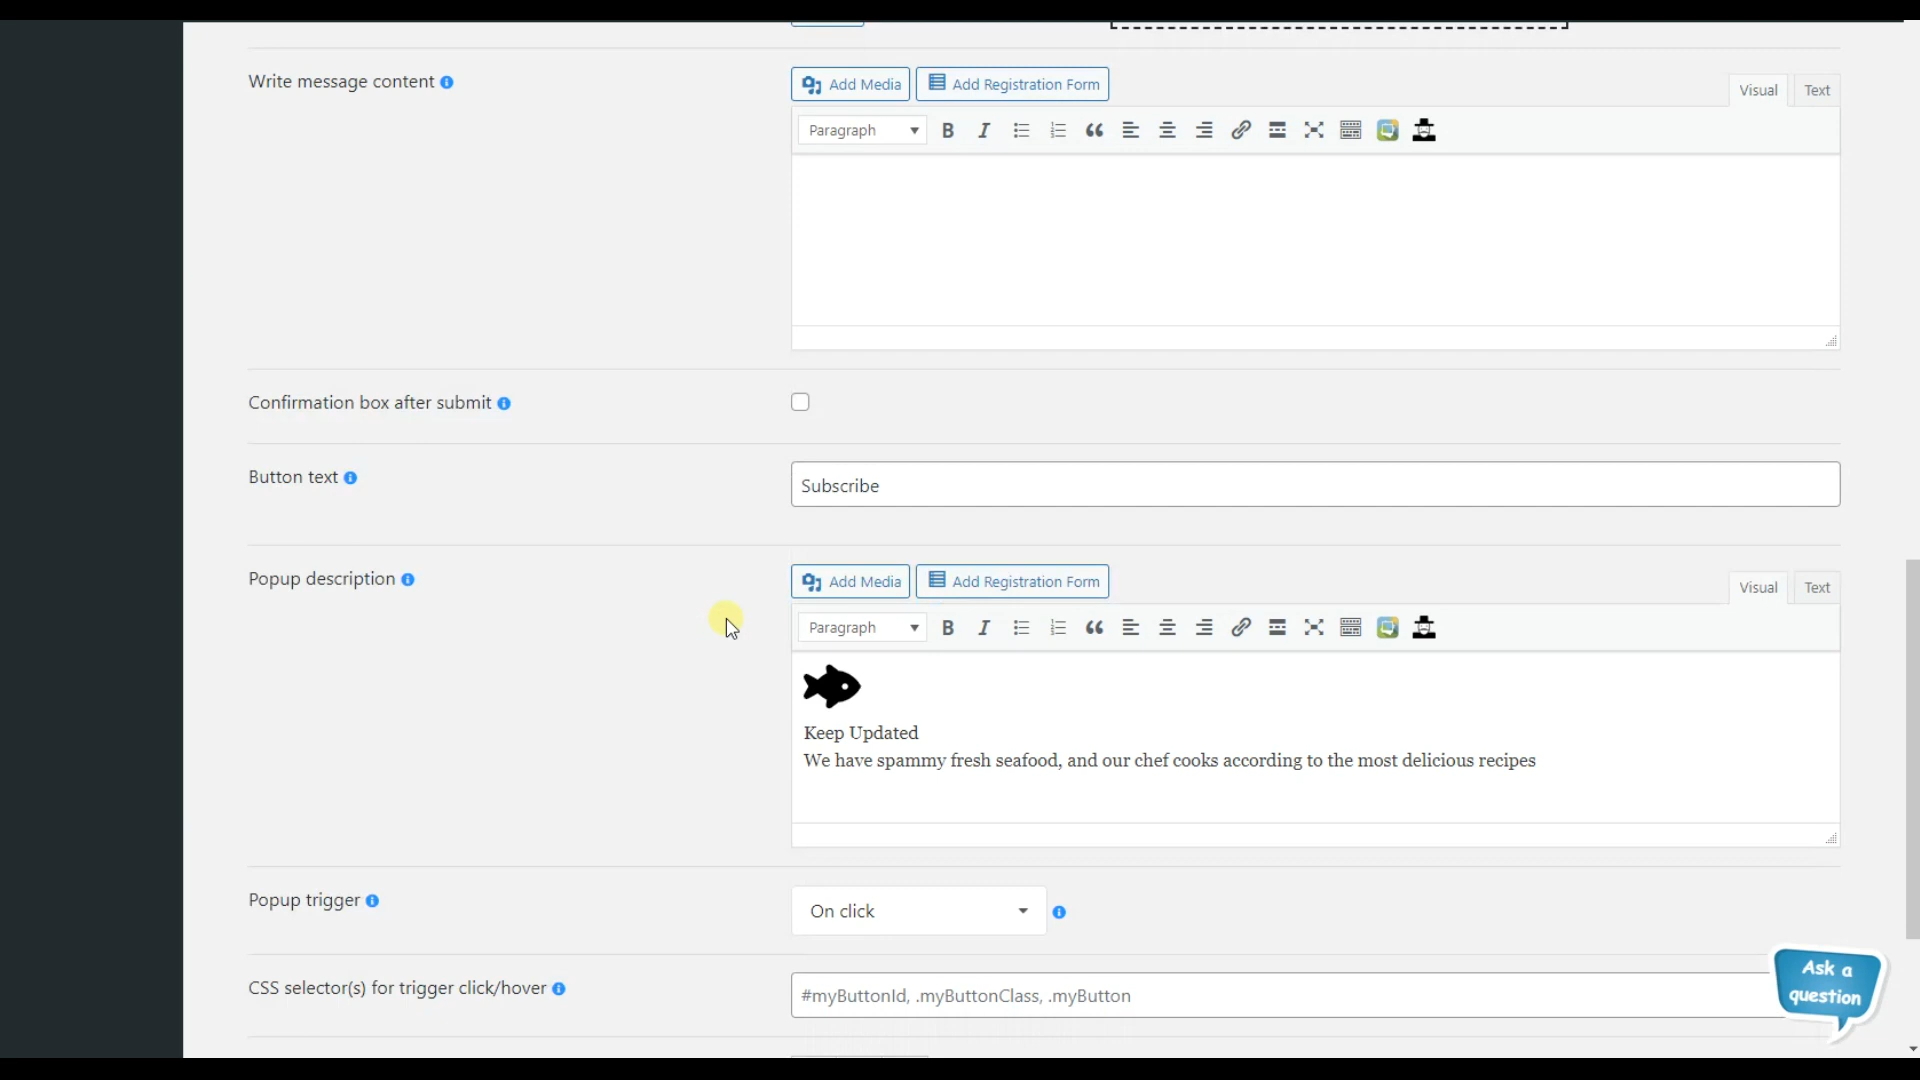 Write message content
Add Media
Add Registration Form
Visual
Text
Paragraph
Confirmation box after submit
Button text
Subscribe
Popup description
Add Media
Add Registration Form
Visual
Text
Paragraph
Keep Updated
We have spammy fresh seafood, and our chef cooks according to the most delicious recipes
Popup trigger
On click
CSS selector(s) for trigger click/hover
#myButtonId, .myButtonClass, .myButton
Ask a
question